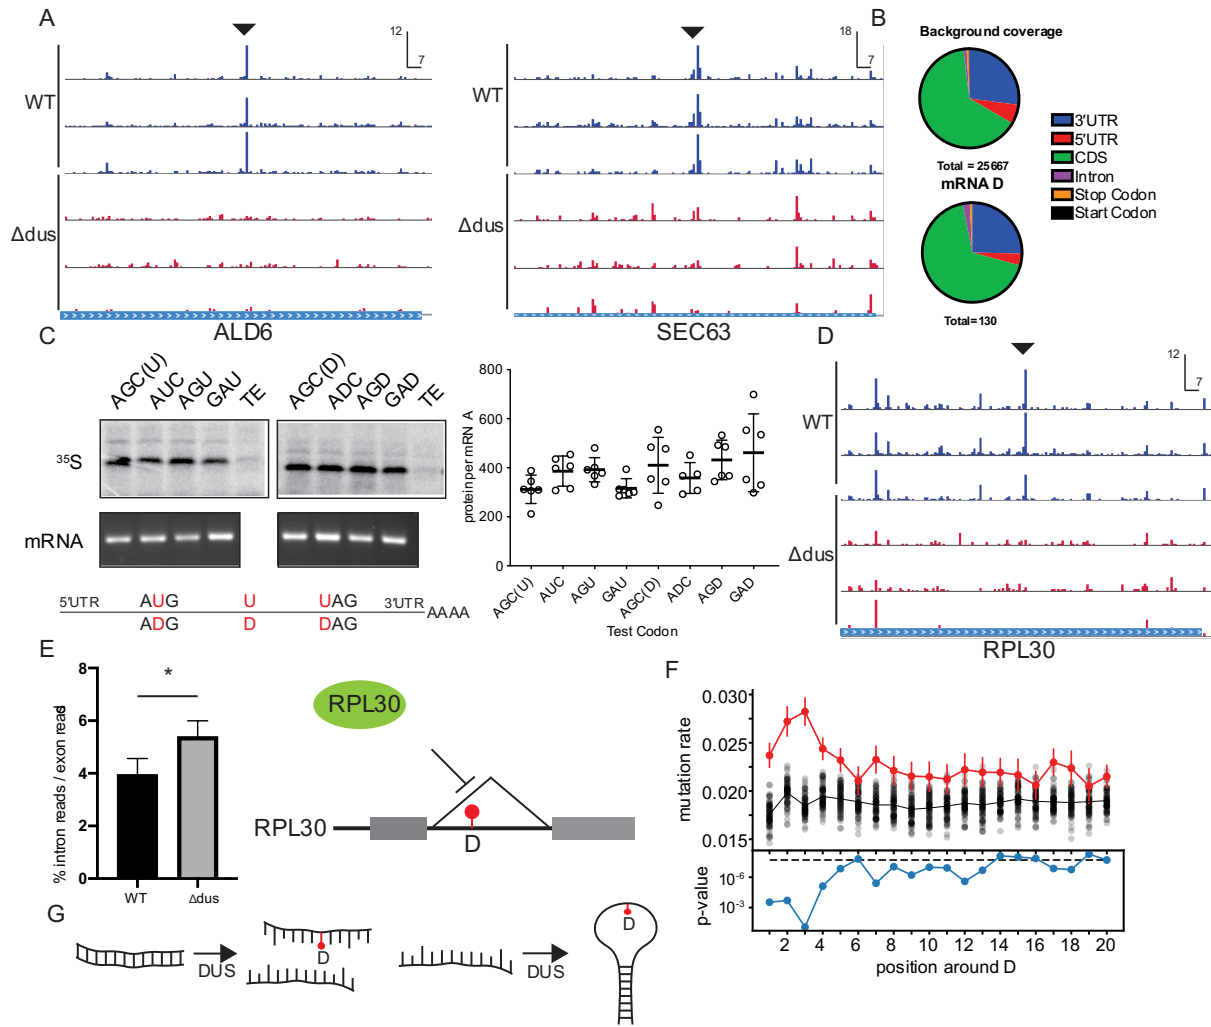 A
12
7
WT
Δdus
ALD6
18
7
SEC63
B
Background coverage
Total = 25667
mRNA D
Total=130
3'UTR
5'UTR
CDS
Intron
Stop Codon
Start Codon
C
AGC(U)
AUC
AGU
GAU
TE
AGC(D)
ADC
AGD
GAD
TE
35S
mRNA
5'UTR
AUG
U
UAG
3'UTR
AAAA
ADG
D
DAG
800
600
400
200
0
protein per mRN A
AGC(U)
AUC
AGU
GAU
AGC(D)
ADC
AGD
GAD
Test Codon
D
12
7
WT
Δdus
RPL30
E
8
6
4
2
0
% intron reads / exon read
*
WT
Δdus
RPL30
RPL30
D
F
0.030
0.025
0.020
0.015
mutation rate
10-6
10-3
p-value
2 4 6 8 10 12 14 16 18 20
position around D
G
DUS
D
DUS
D